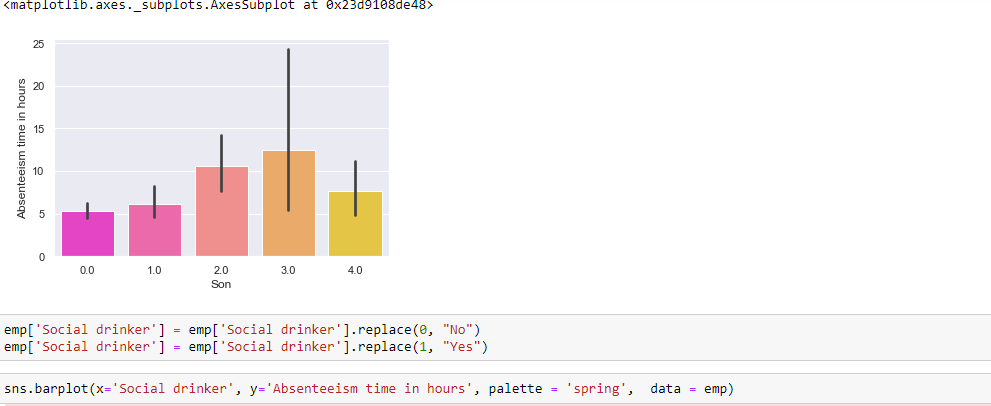 <matplotlib.axes._subplots.AxesSubplot at 0x23d9108de48>
25
20
15
10
5
0
Absenteeism time in hours
0.0 1.0 2.0 3.0 4.0
Son
emp['Social drinker'] = emp['Social drinker'].replace(0, "No")
emp['Social drinker'] = emp['Social drinker'].replace(1, "Yes")
sns.barplot(x='Social drinker', y='Absenteeism time in hours', palette = 'spring',  data = emp)